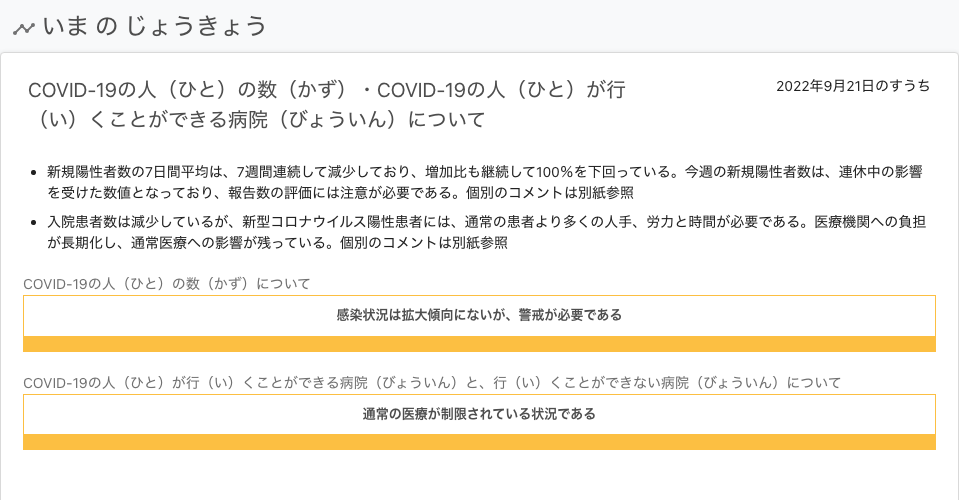 いま の じょうきょう
COVID-19の人（ひと）の数（かず）・COVID-19の人（ひと）が行
（い）くことができる病院（びょういん）について
2022年9月21日のすうち
新規陽性者数の7日間平均は、7週間連続して減少しており、増加比も継続して100%を下回っている。今週の新規陽性者数は、連休中の影響
を受けた数値となっており、報告数の評価には注意が必要である。個別のコメントは別紙参照
入院患者数は減少しているが、新型コロナウイルス陽性患者には、通常の患者より多くの人手、労力と時間が必要である。医療機関への負担
が長期化し、通常医療への影響が残っている。個別のコメントは別紙参照
COVID-19の人（ひと）の数（かず）について
感染状況は拡大傾向にないが、警戒が必要である
COVID-19の人（ひと）が行（い）くことができる病院（びょういん）と、行（い）くことができない病院（びょういん）について
通常の医療が制限されている状況である